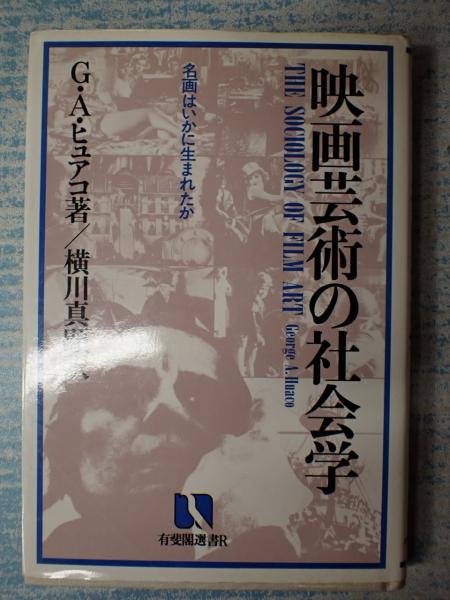 映画芸術の社会学
THE SOCIOLOGY OF FILM ART George A. Huaco
名画はいかに生まれたか
G・A・ヒュアコ著/横川真
有斐閣選書R